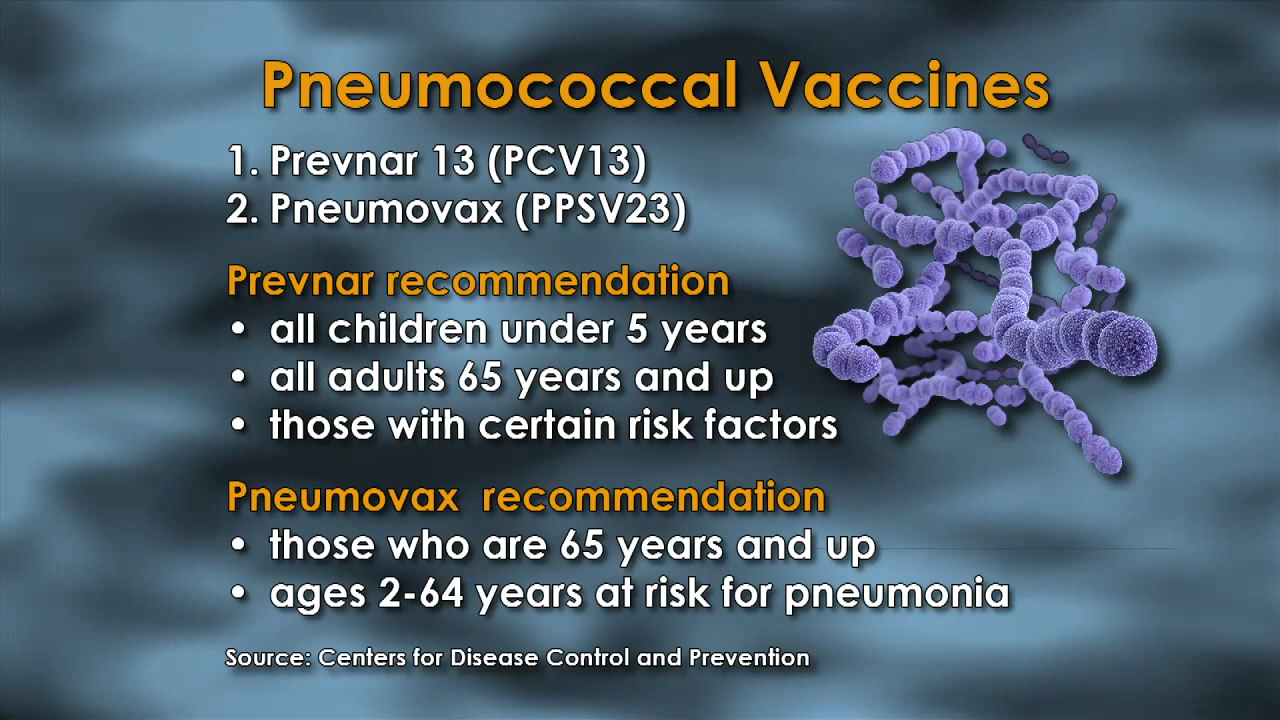 Pneumococcal Vaccines
1. Prevnar 13 (PCV13)
2. Pneumovax (PPSV23)
Prevnar recommendation
• all children under 5 years
• all adults 65 years and up
• those with certain risk factors
Pneumovax recommendation
• those who are 65 years and up
• ages 2-64 years at risk for pneumonia
Source: Centers for Disease Control and Prevention